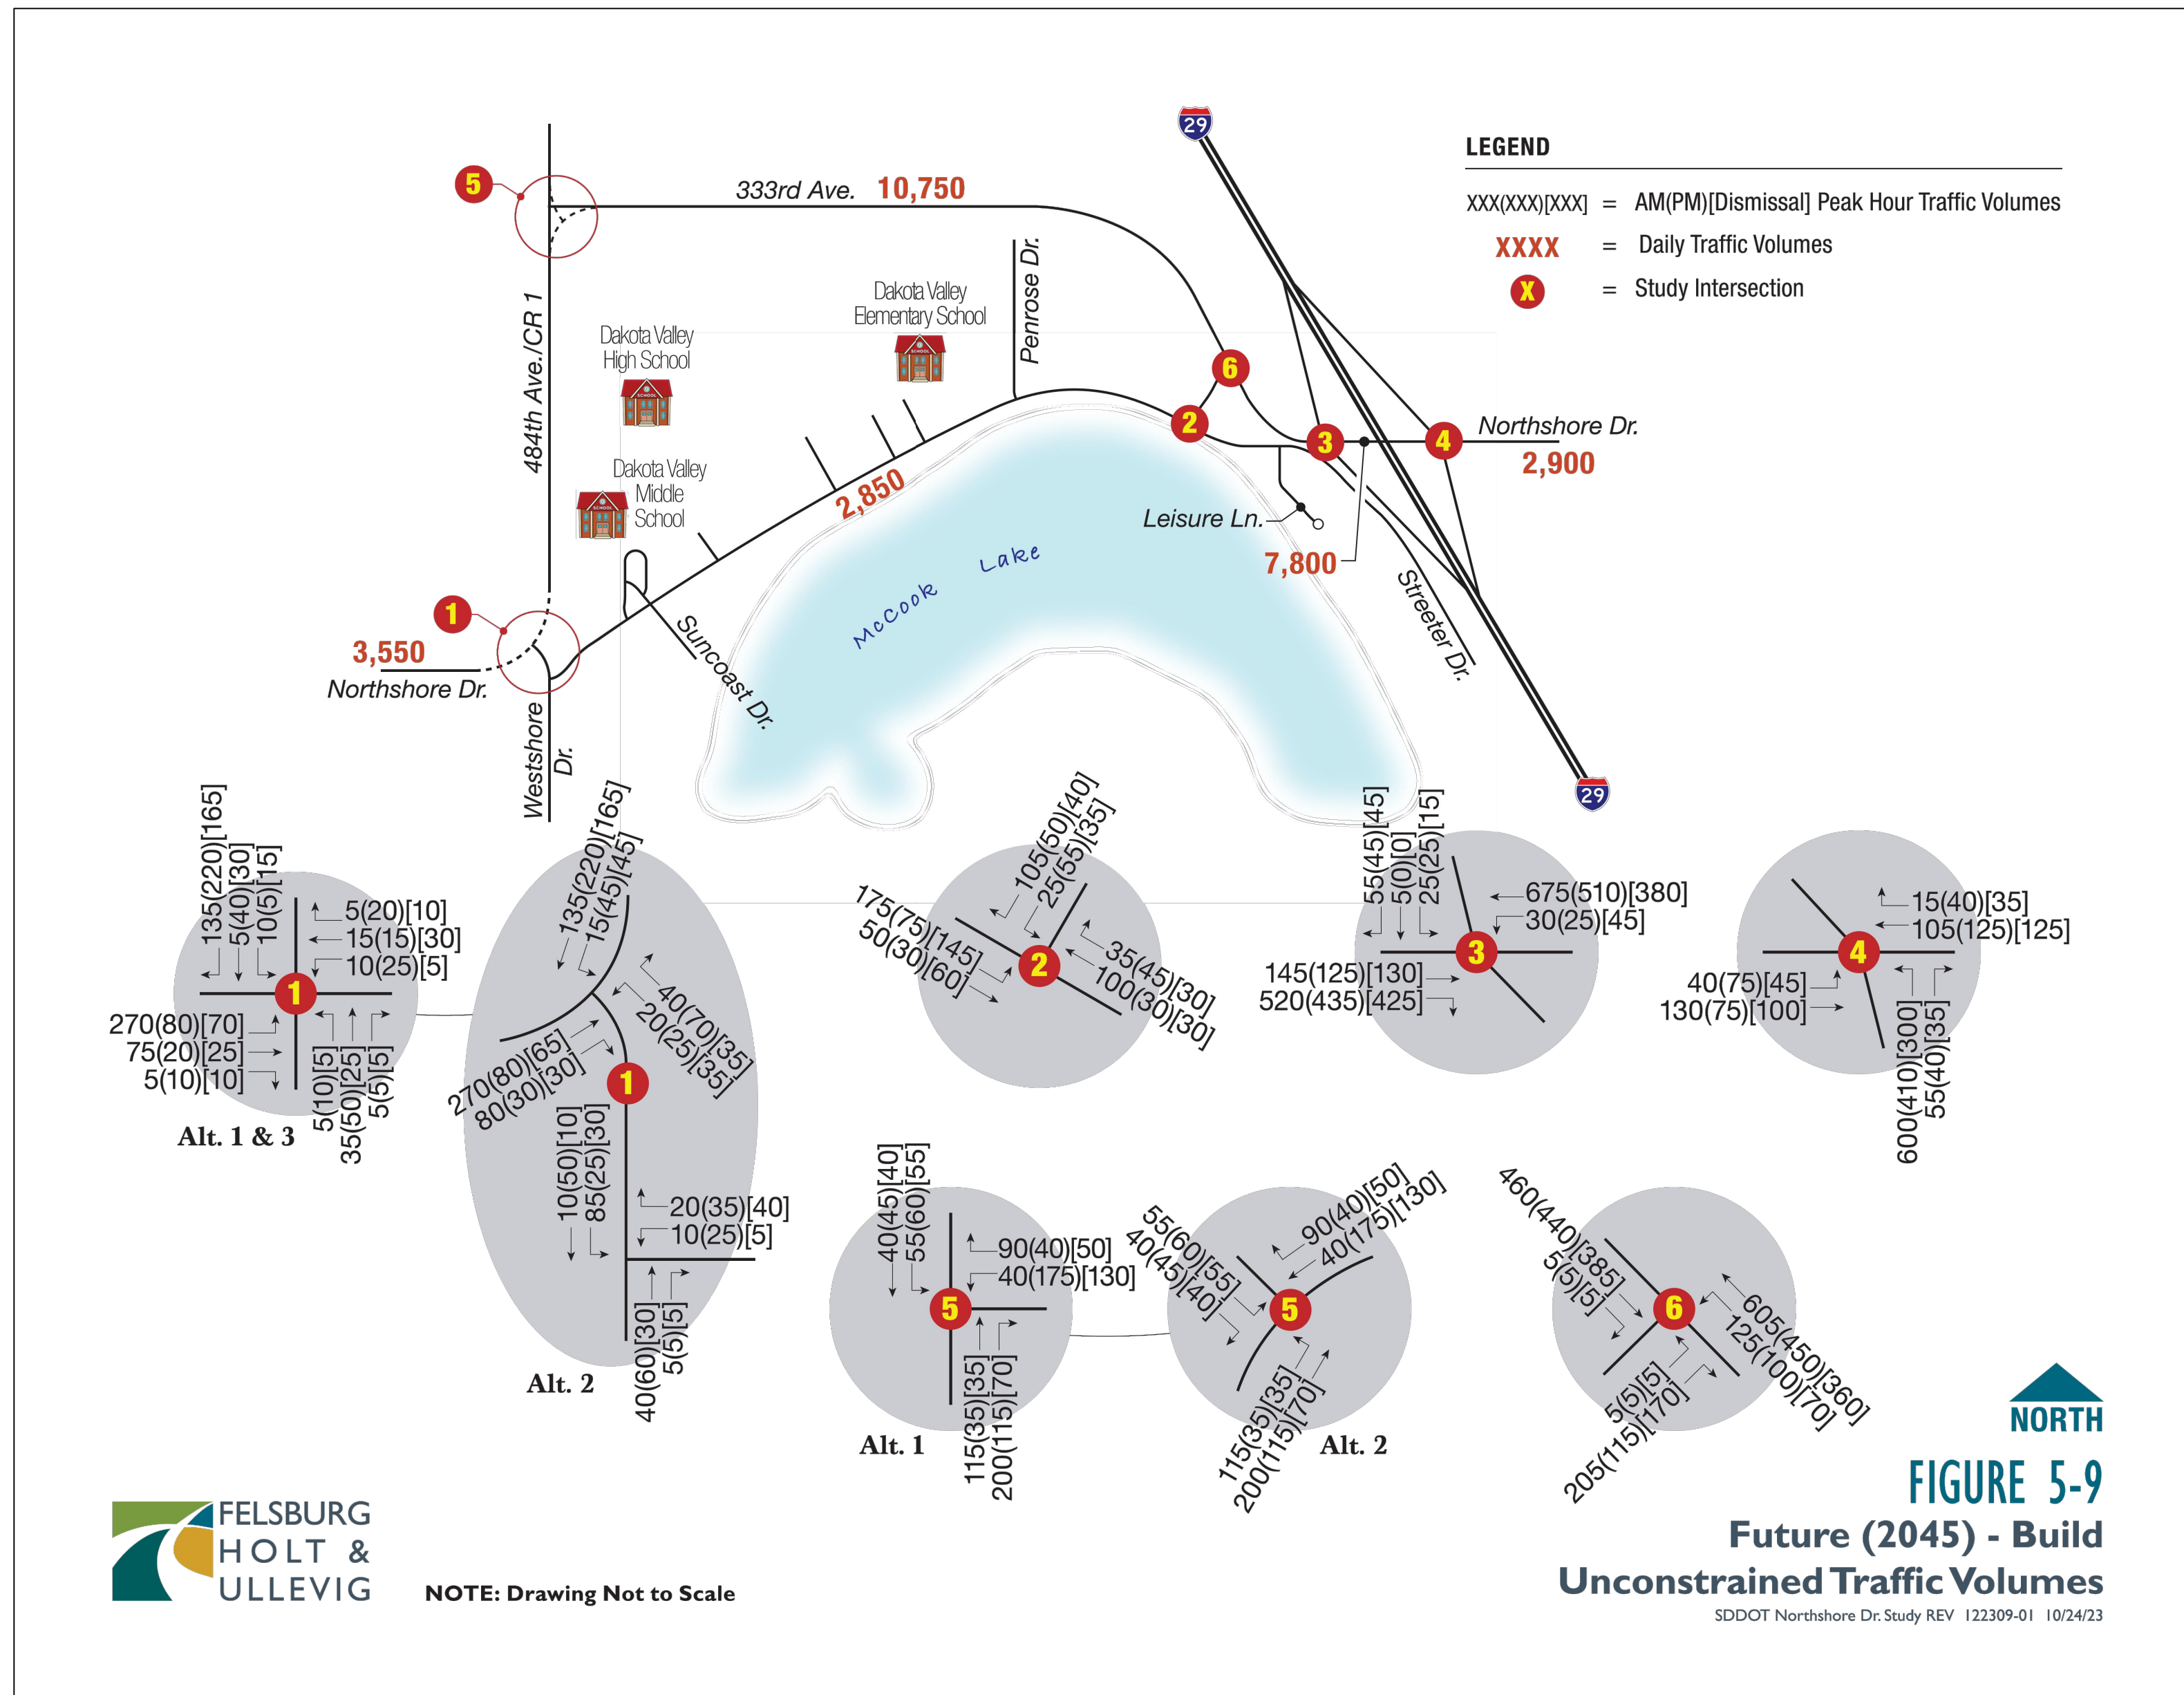 29
LEGEND
XXX(XXX)[XXX] = AM(PM)[Dismissal] Peak Hour Traffic Volumes
XXXX = Daily Traffic Volumes
X = Study Intersection
5
333rd Ave. 10,750
484th Ave./CR 1
Penrose Dr.
Dakota Valley
Elementary School
SCHOOL
Dakota Valley
High School
SCHOOL
Dakota Valley
Middle
School
SCHOOL
6
2
3
4
Northshore Dr.
2,900
2,850
Leisure Ln.
7,800
McCook Lake
Streeter Dr.
1
3,550
Northshore Dr.
Suncoast Dr.
Westshore
Dr.
29
135(220)[165]
5(40)[30]
10(5)[15]
5(20)[10]
15(15)[30]
10(25)[5]
1
270(80)[70]
75(20)[25]
5(10)[10]
5(10)[5]
35(50)[25]
5(5)[5]
Alt. 1 & 3
135(220)[165]
15(45)[45]
40(70)[35]
20(25)[35]
270(80)[65]
80(30)[30]
1
10(50)[10]
85(25)[30]
20(35)[40]
10(25)[5]
40(60)[30]
5(5)[5]
Alt. 2
105(50)[40]
25(55)[35]
175(75)[145]
50(30)[60]
2
35(45)[30]
100(30)[30]
55(45)[45]
5(0)[0]
25(25)[15]
675(510)[380]
30(25)[45]
3
145(125)[130]
520(435)[425]
15(40)[35]
105(125)[125]
4
40(75)[45]
130(75)[100]
600(410)[300]
55(40)[35]
40(45)[40]
55(60)[55]
90(40)[50]
40(175)[130]
5
115(35)[35]
200(115)[70]
Alt. 1
55(60)[55]
40(45)[40]
90(40)[50]
40(175)[130]
5
115(35)[35]
200(115)[70]
Alt. 2
460(440)[385]
5(5)[5]
6
605(450)[360]
125(100)[70]
5(5)[5]
205(115)[170]
NORTH
FIGURE 5-9
Future (2045) - Build
Unconstrained Traffic Volumes
SDDOT Northshore Dr. Study REV 122309-01 10/24/23
FELSBURG
HOLT &
ULLEVIG
NOTE: Drawing Not to Scale